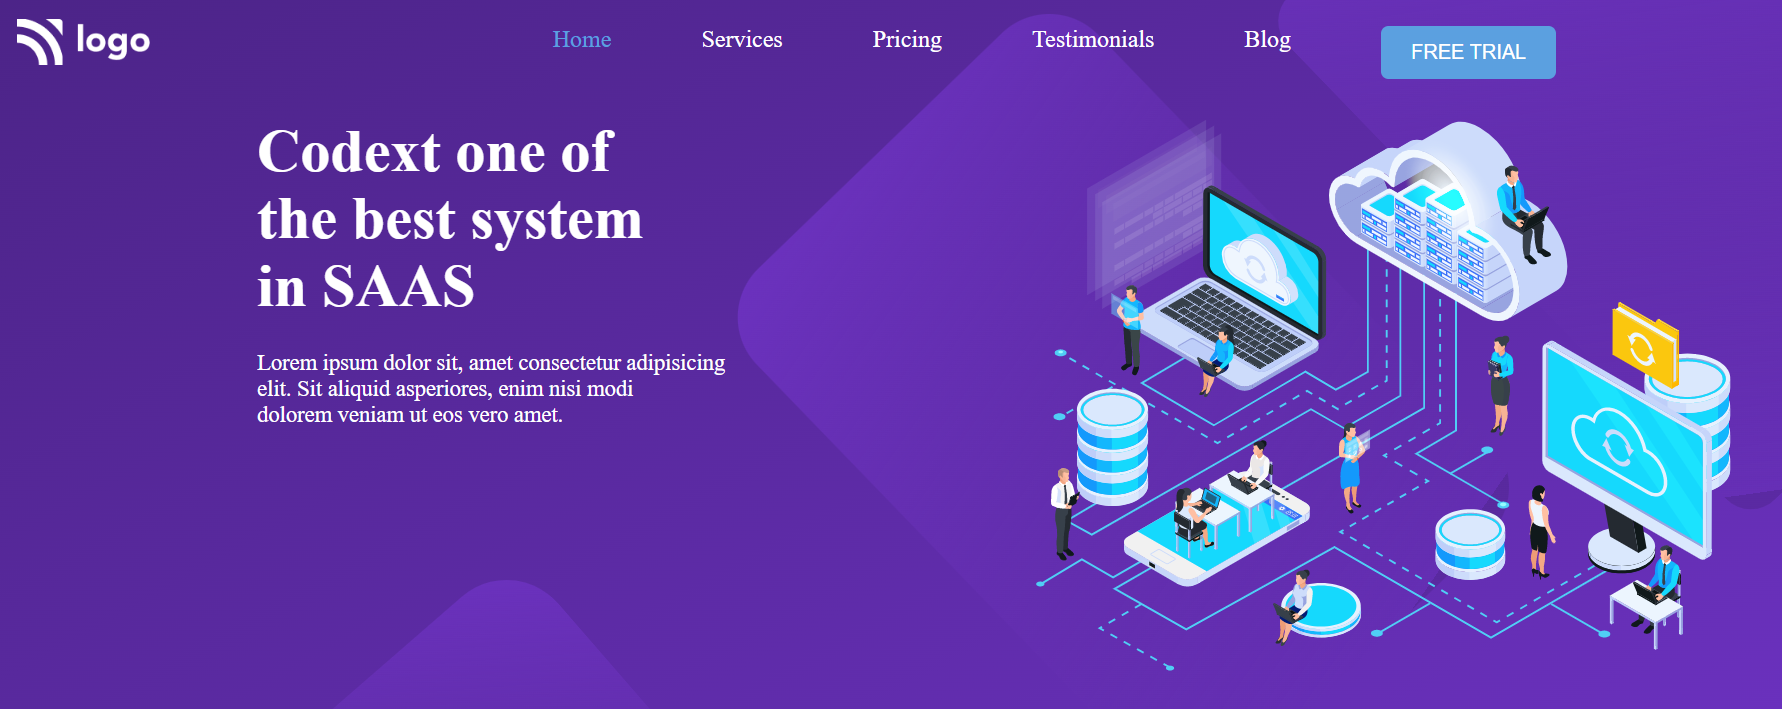 logo
Home
Services
Pricing
Testimonials
Blog
FREE TRIAL
Codext one of
the best system
in SAAS
Lorem ipsum dolor sit, amet consectetur adipisicing
elit. Sit aliquid asperiores, enim nisi modi
dolorem veniam ut eos vero amet.